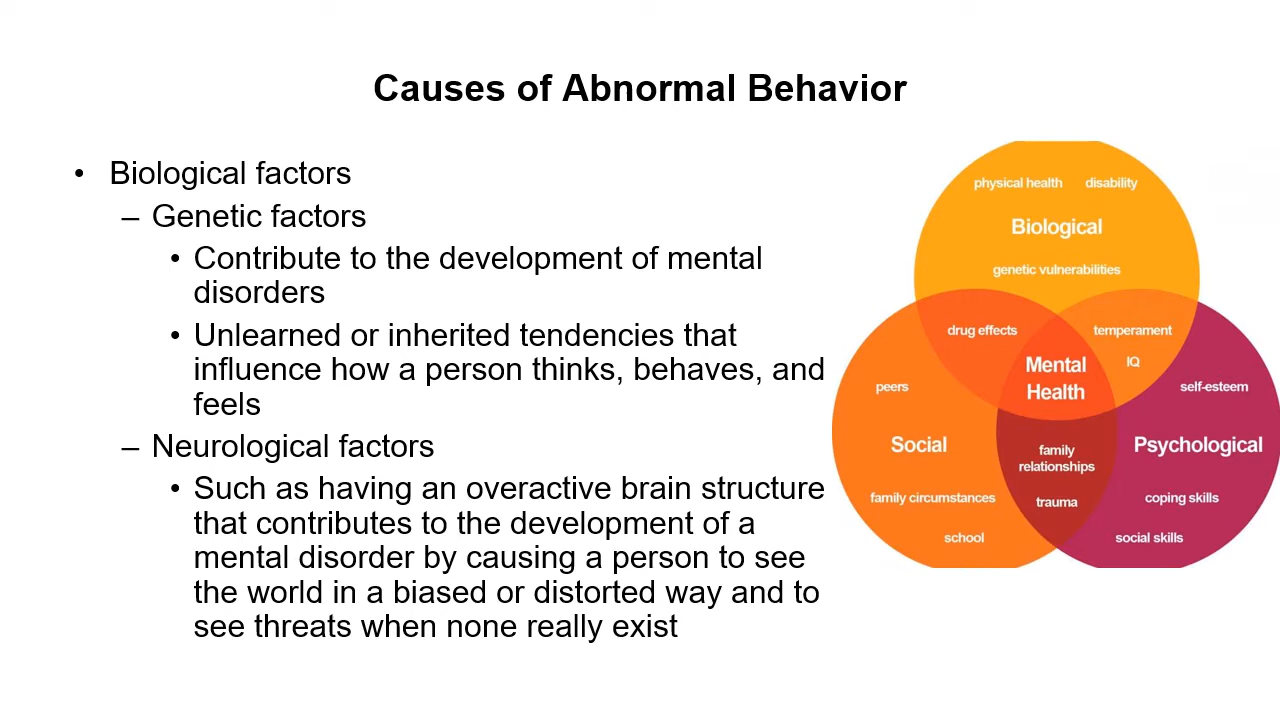 Causes of Abnormal Behavior
• Biological factors
– Genetic factors
• Contribute to the development of mental
disorders
• Unlearned or inherited tendencies that
influence how a person thinks, behaves, and
feels
– Neurological factors
• Such as having an overactive brain structure
that contributes to the development of a
mental disorder by causing a person to see
the world in a biased or distorted way and to
see threats when none really exist
physical health disability
Biological
genetic vulnerabilities
drug effects
temperament
IQ
Mental
Health
peers
Social
family circumstances
school
family
relationships
trauma
self-esteem
Psychological
coping skills
social skills